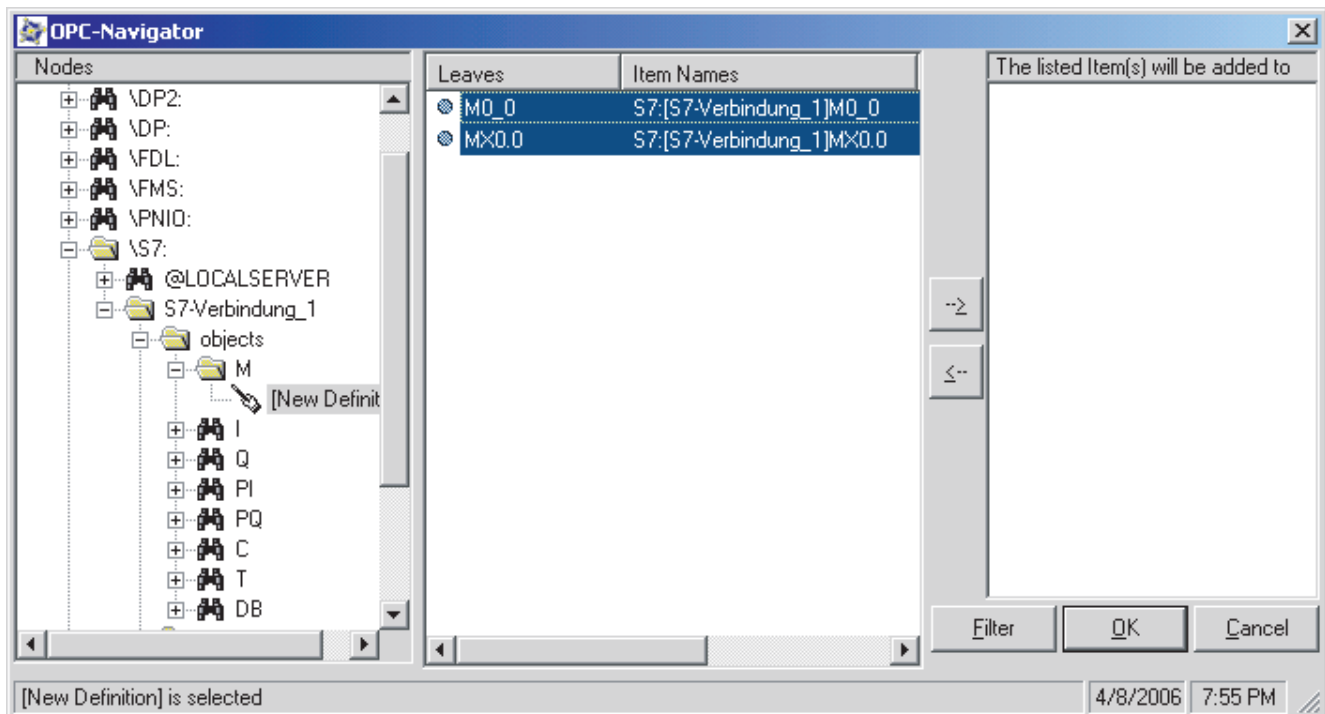 OPC-Navigator
Nodes
\DP2:
\DP:
\FDL:
\FMS:
\PNIO:
\S7:
@LOCALSERVER
S7-Verbindung_1
objects
M
[New Definit
I
Q
PI
PQ
C
T
DB
Leaves Item Names
M0_0 S7:[S7-Verbindung_1]M0_0
MX0.0 S7:[S7-Verbindung_1]MX0.0
-->
<--
The listed Item(s) will be added to
Filter OK Cancel
[New Definition] is selected 4/8/2006 7:55 PM